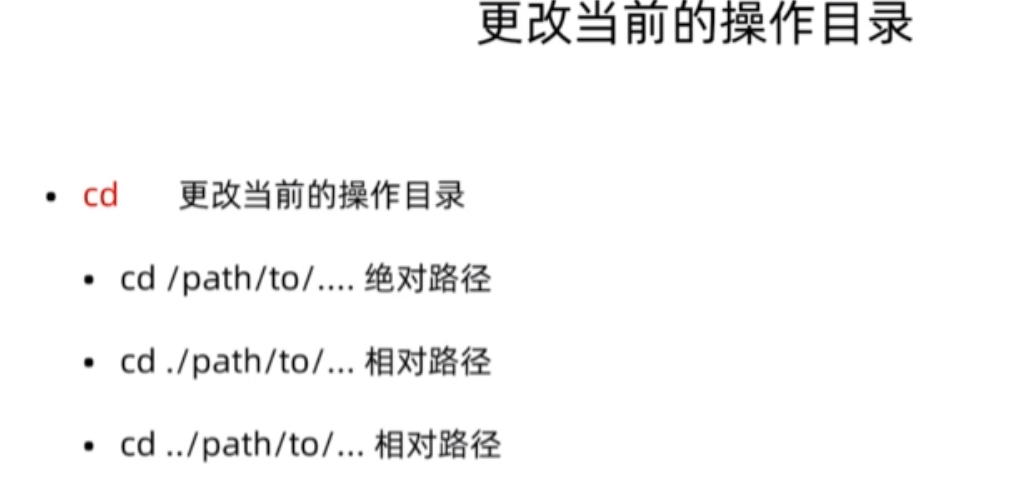 更改当前的操作目录
• cd 更改当前的操作目录
• cd /path/to/.... 绝对路径
• cd ./path/to/... 相对路径
• cd ../path/to/... 相对路径